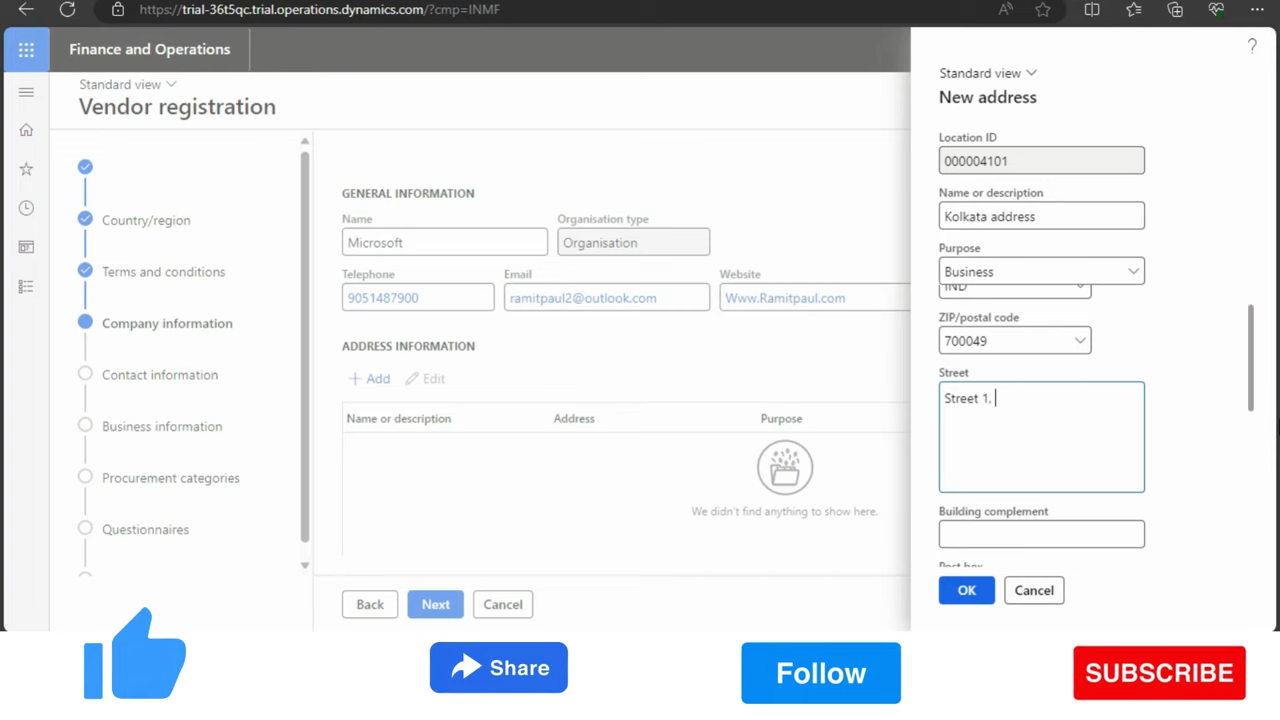 https://trial-36t5qc.trial.operations.dynamics.com/?cmp=INMF
Finance and Operations
Standard view
Vendor registration
Country/region
Terms and conditions
Company information
Contact information
Business information
Procurement categories
Questionnaires
GENERAL INFORMATION
Name
Organisation type
Microsoft
Organisation
Telephone
Email
Website
9051487900
ramitpaul2@outlook.com
Www.Ramitpaul.com
ADDRESS INFORMATION
Add
Edit
Name or description
Address
Purpose
We didn't find anything to show here.
Back
Next
Cancel
?
Standard view
New address
Location ID
000004101
Name or description
Kolkata address
Purpose
Business
IND
ZIP/postal code
700049
Street
Street 1,
Building complement
Post box
OK
Cancel
Share
Follow
SUBSCRIBE